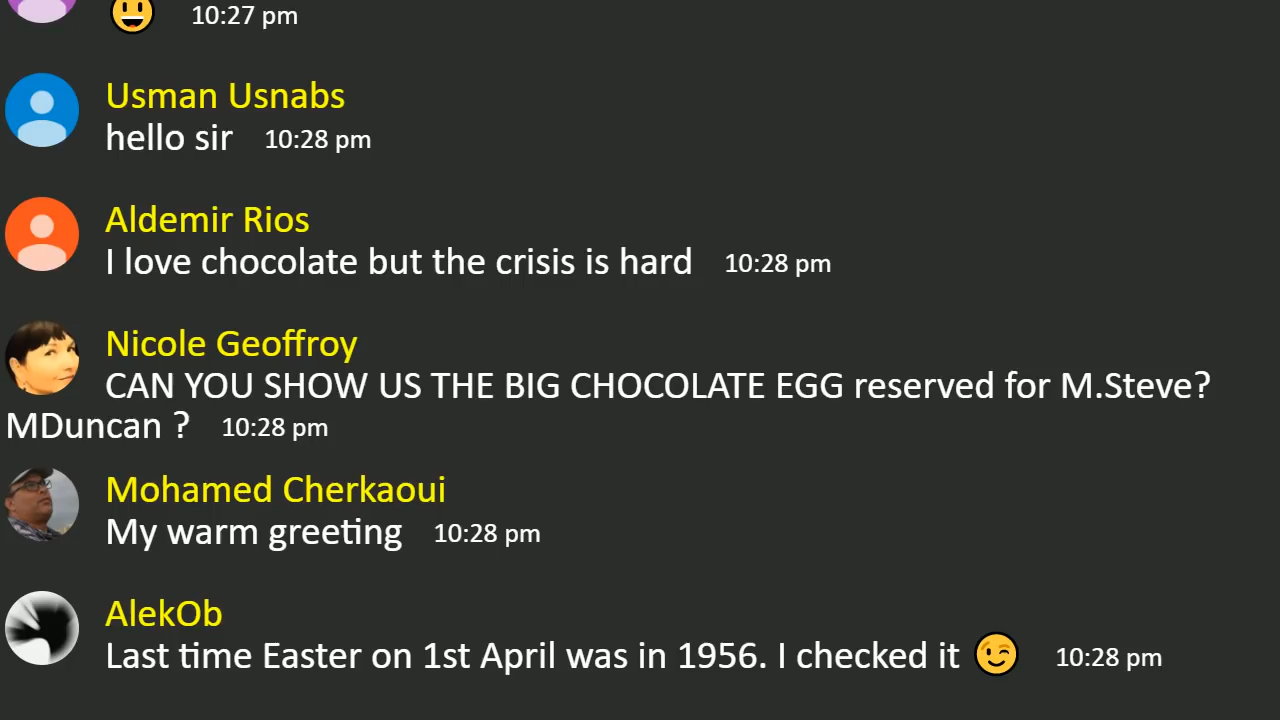 10:27 pm
Usman Usnabs
hello sir 10:28 pm
Aldemir Rios
I love chocolate but the crisis is hard 10:28 pm
Nicole Geoffroy
CAN YOU SHOW US THE BIG CHOCOLATE EGG reserved for M.Steve?
MDuncan ? 10:28 pm
Mohamed Cherkaoui
My warm greeting 10:28 pm
AlekOb
Last time Easter on 1st April was in 1956. I checked it 😉 10:28 pm